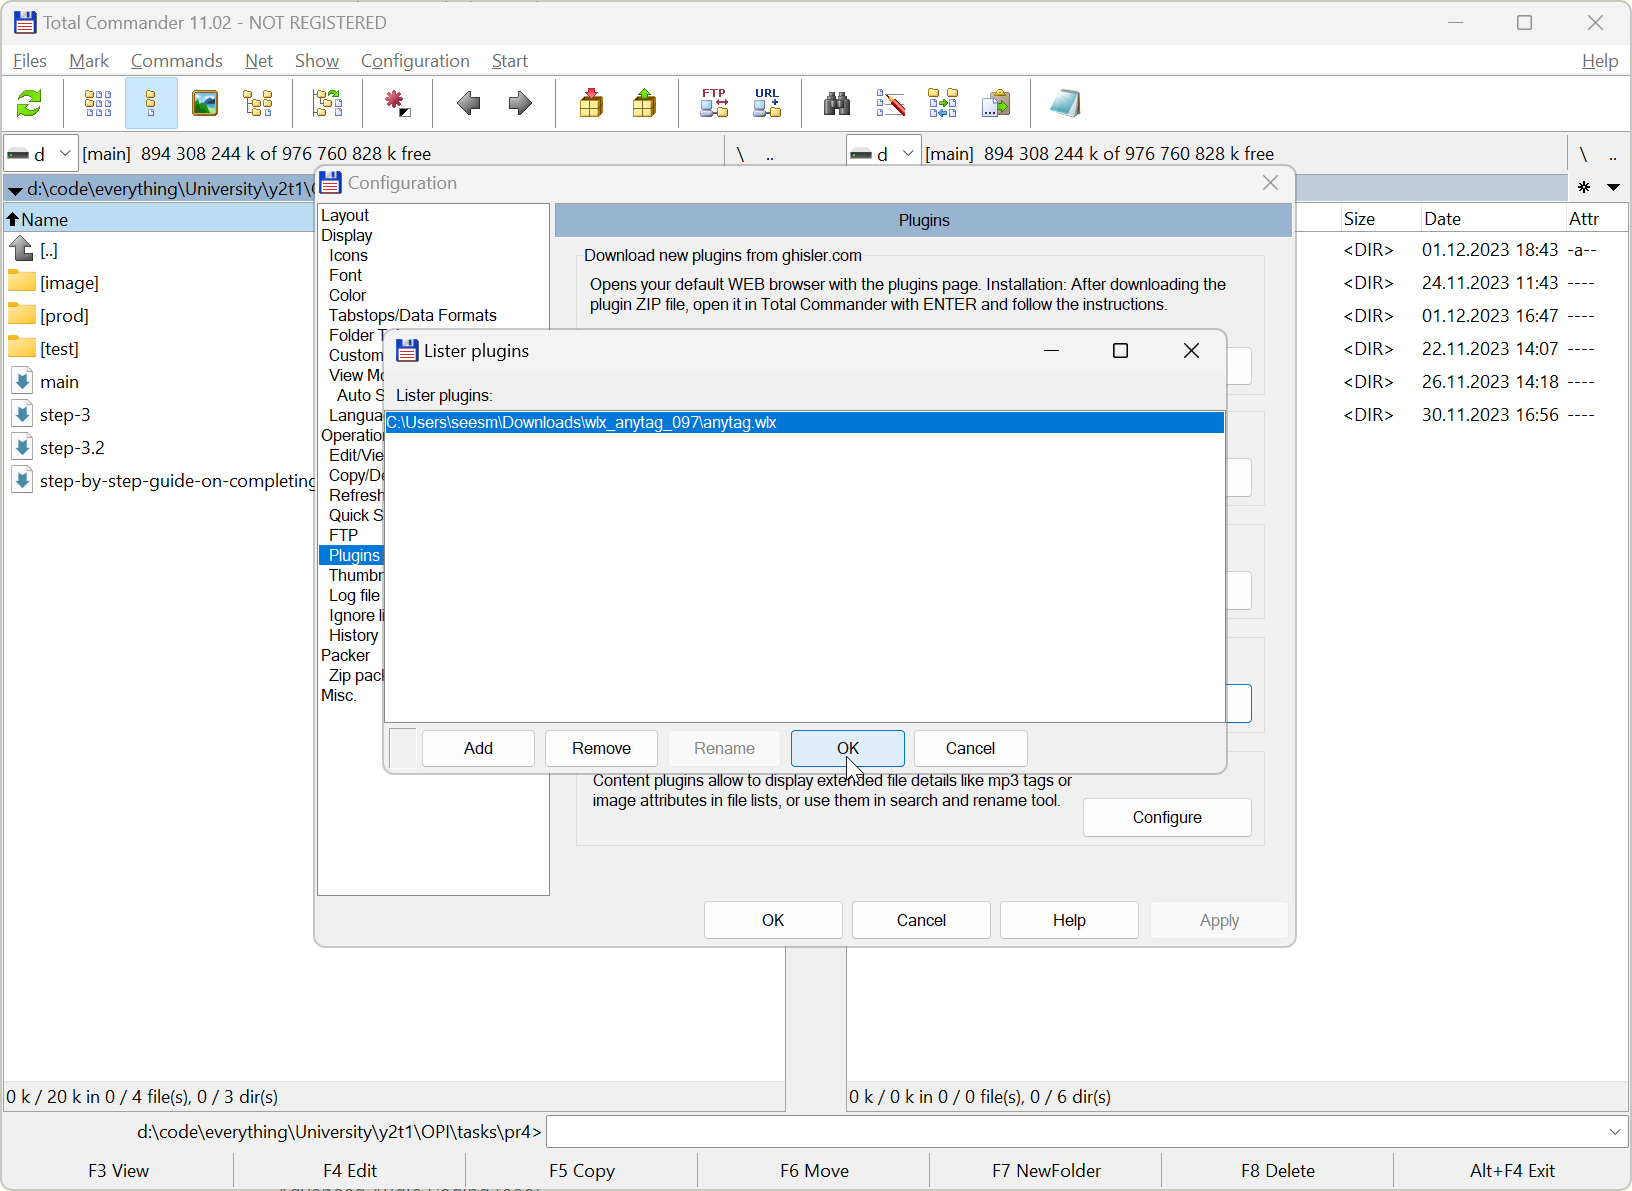 Total Commander 11.02 - NOT REGISTERED
Files Mark Commands Net Show Configuration Start Help
FTP URL
d [main] 894 308 244 k of 976 760 828 k free \ .. d [main] 894 308 244 k of 976 760 828 k free \ ..
d:\code\everything\University\y2t1\ * 
Name Size Date Attr
[..] <DIR> 01.12.2023 18:43 -a--
[image] <DIR> 24.11.2023 11:43 ----
[prod] <DIR> 01.12.2023 16:47 ----
[test] <DIR> 22.11.2023 14:07 ----
main <DIR> 26.11.2023 14:18 ----
step-3 <DIR> 30.11.2023 16:56 ----
step-3.2
step-by-step-guide-on-completing
Configuration
Layout
Display
Icons
Font
Color
Tabstops/Data Formats
Folder T
Custom
View Mo
Auto S
Langua
Operatio
Edit/Vie
Copy/De
Refresh
Quick S
FTP
Plugins
Thumbn
Log file
Ignore li
History
Packer
Zip pack
Misc.
Plugins
Download new plugins from ghisler.com
Opens your default WEB browser with the plugins page. Installation: After downloading the
plugin ZIP file, open it in Total Commander with ENTER and follow the instructions.
Lister plugins
Lister plugins:
C:\Users\seesm\Downloads\wlx_anytag_097\anytag.wlx
Add Remove Rename OK Cancel
Content plugins allow to display extended file details like mp3 tags or
image attributes in file lists, or use them in search and rename tool.
Configure
OK Cancel Help Apply
0 k / 20 k in 0 / 4 file(s), 0 / 3 dir(s) 0 k / 0 k in 0 / 0 file(s), 0 / 6 dir(s)
d:\code\everything\University\y2t1\OPI\tasks\pr4>
F3 View F4 Edit F5 Copy F6 Move F7 NewFolder F8 Delete Alt+F4 Exit